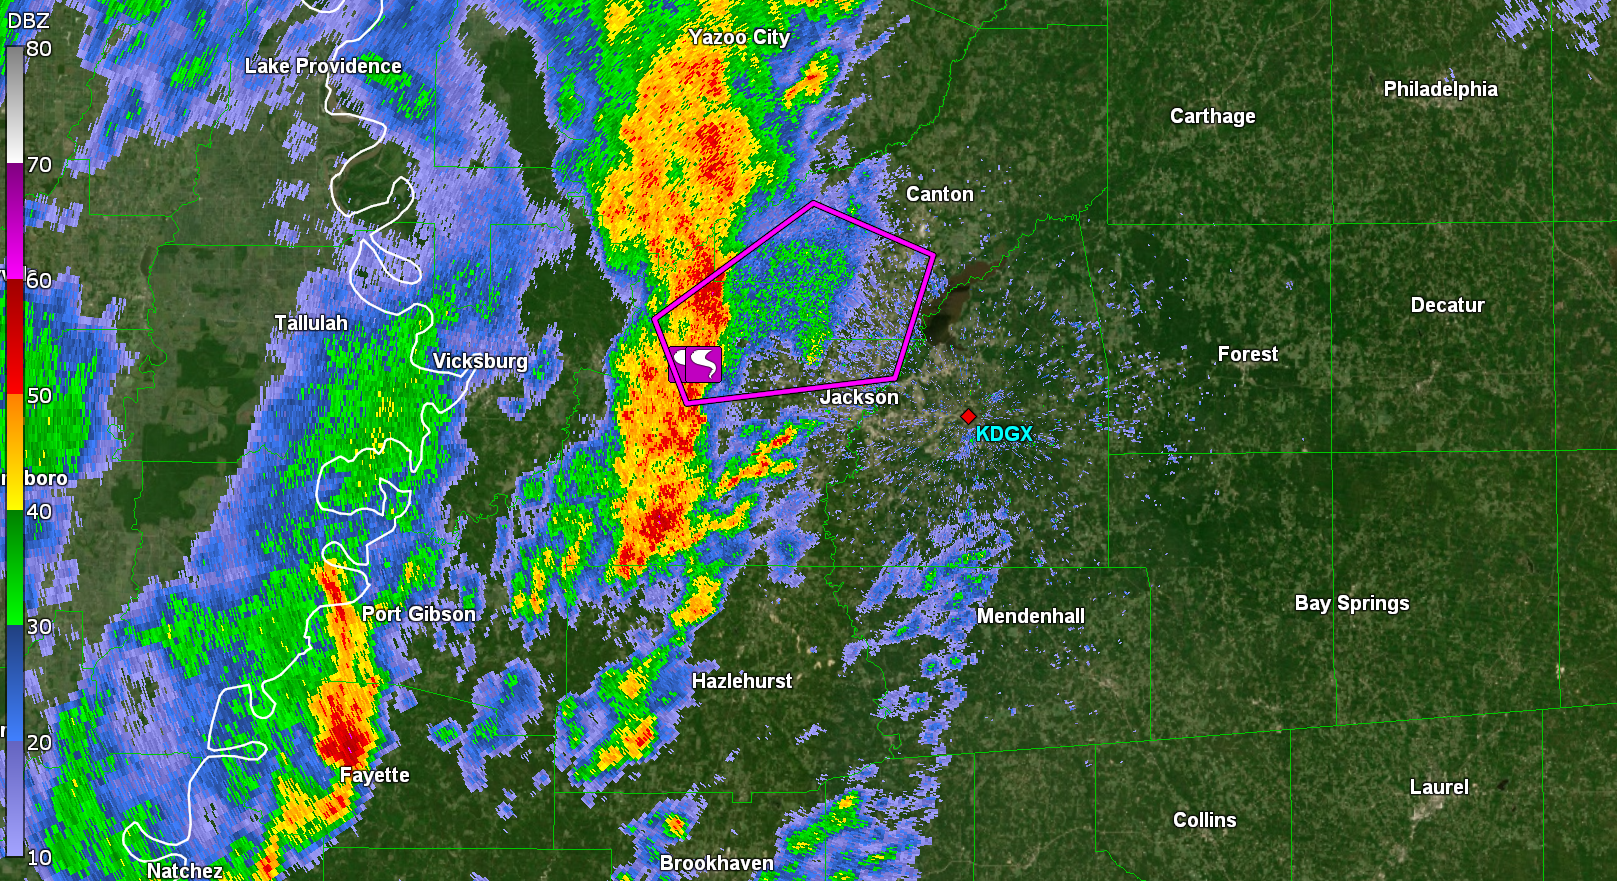 DBZ
80
70
60
50
40
30
20
10
Yazoo City
Lake Providence
Philadelphia
Carthage
Canton
Decatur
Tallulah
Forest
Vicksburg
Jackson
KDGX
boro
Bay Springs
Port Gibson
Mendenhall
Hazlehurst
Fayette
Laurel
Collins
Brookhaven
Natchez